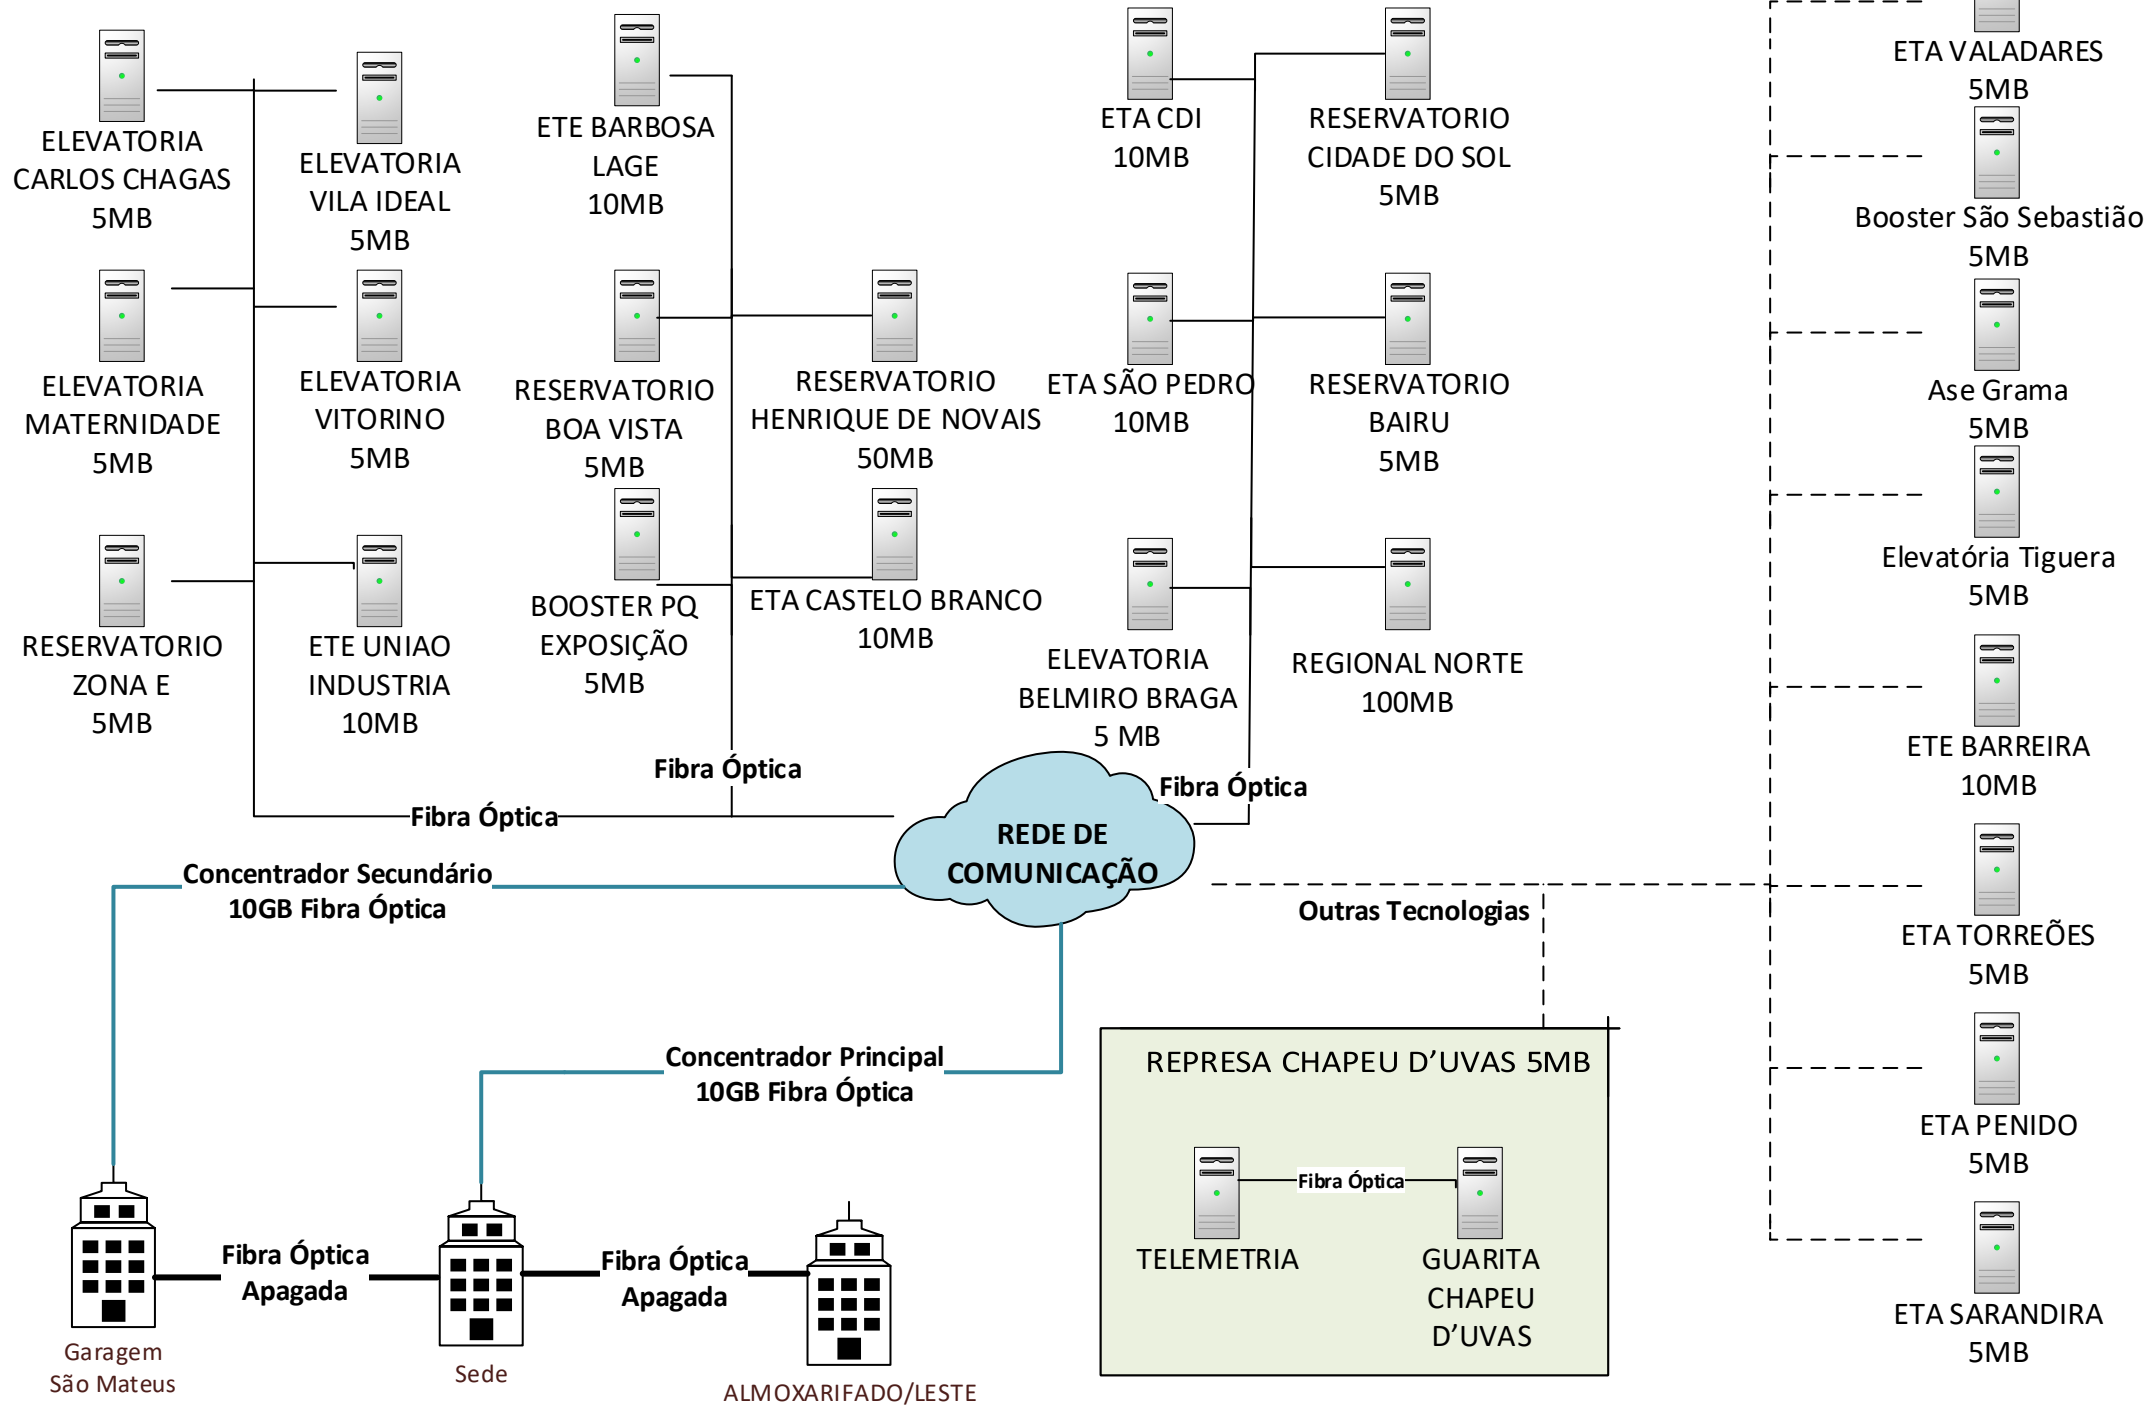 ELEVATORIA
CARLOS CHAGAS
5MB
ELEVATORIA
VILA IDEAL
5MB
ETE BARBOSA
LAGE
10MB
ETA CDI
10MB
RESERVATORIO
CIDADE DO SOL
5MB
ETA VALADARES
5MB
Booster São Sebastião
5MB
ELEVATORIA
MATERNIDADE
5MB
ELEVATORIA
VITORINO
5MB
RESERVATORIO
BOA VISTA
5MB
RESERVATORIO
HENRIQUE DE NOVAIS
50MB
ETA SÃO PEDRO
10MB
RESERVATORIO
BAIRU
5MB
Ase Grama
5MB
Elevatória Tiguera
5MB
RESERVATORIO
ZONA E
5MB
ETE UNIAO
INDUSTRIA
10MB
BOOSTER PQ
EXPOSIÇÃO
5MB
ETA CASTELO BRANCO
10MB
ELEVATORIA
BELMIRO BRAGA
5 MB
REGIONAL NORTE
100MB
ETE BARREIRA
10MB
Fibra Óptica
Fibra Óptica
Fibra Óptica
REDE DE
COMUNICAÇÃO
Concentrador Secundário
10GB Fibra Óptica
Outras Tecnologias
ETA TORREÕES
5MB
Concentrador Principal
10GB Fibra Óptica
REPRESA CHAPEU D’UVAS 5MB
Fibra Óptica
TELEMETRIA
GUARITA
CHAPEU
D’UVAS
ETA PENIDO
5MB
ETA SARANDIRA
5MB
Fibra Óptica
Apagada
Fibra Óptica
Apagada
Garagem
São Mateus
Sede
ALMOXARIFADO/LESTE